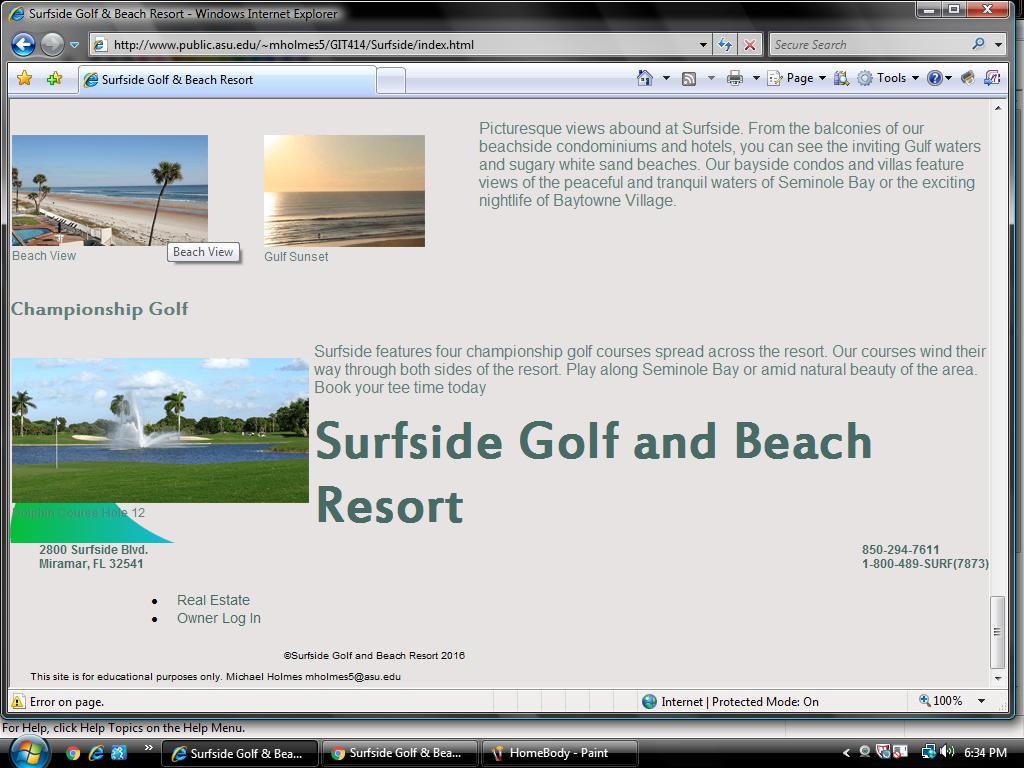 Surfside Golf & Beach Resort - Windows Internet Explorer
http://www.public.asu.edu/~mholmes5/GIT414/Surfside/index.html
Secure Search
Surfside Golf & Beach Resort
Page
Tools
Picturesque views abound at Surfside. From the balconies of our
beachside condominiums and hotels, you can see the inviting Gulf waters
and sugary white sand beaches. Our bayside condos and villas feature
views of the peaceful and tranquil waters of Seminole Bay or the exciting
nightlife of Baytowne Village.
Beach View
Beach View
Gulf Sunset
Championship Golf
Surfside features four championship golf courses spread across the resort. Our courses wind their
way through both sides of the resort. Play along Seminole Bay or amid natural beauty of the area.
Book your tee time today
Surfside Golf and Beach
Resort
Dolphin Course Hole 12
2800 Surfside Blvd.
Miramar, FL 32541
850-294-7611
1-800-489-SURF(7873)
Real Estate
Owner Log In
©Surfside Golf and Beach Resort 2016
This site is for educational purposes only. Michael Holmes mholmes5@asu.edu
Error on page.
Internet | Protected Mode: On
100%
For Help, click Help Topics on the Help Menu.
Surfside Golf & Bea...
Surfside Golf & Bea...
HomeBody - Paint
6:34 PM